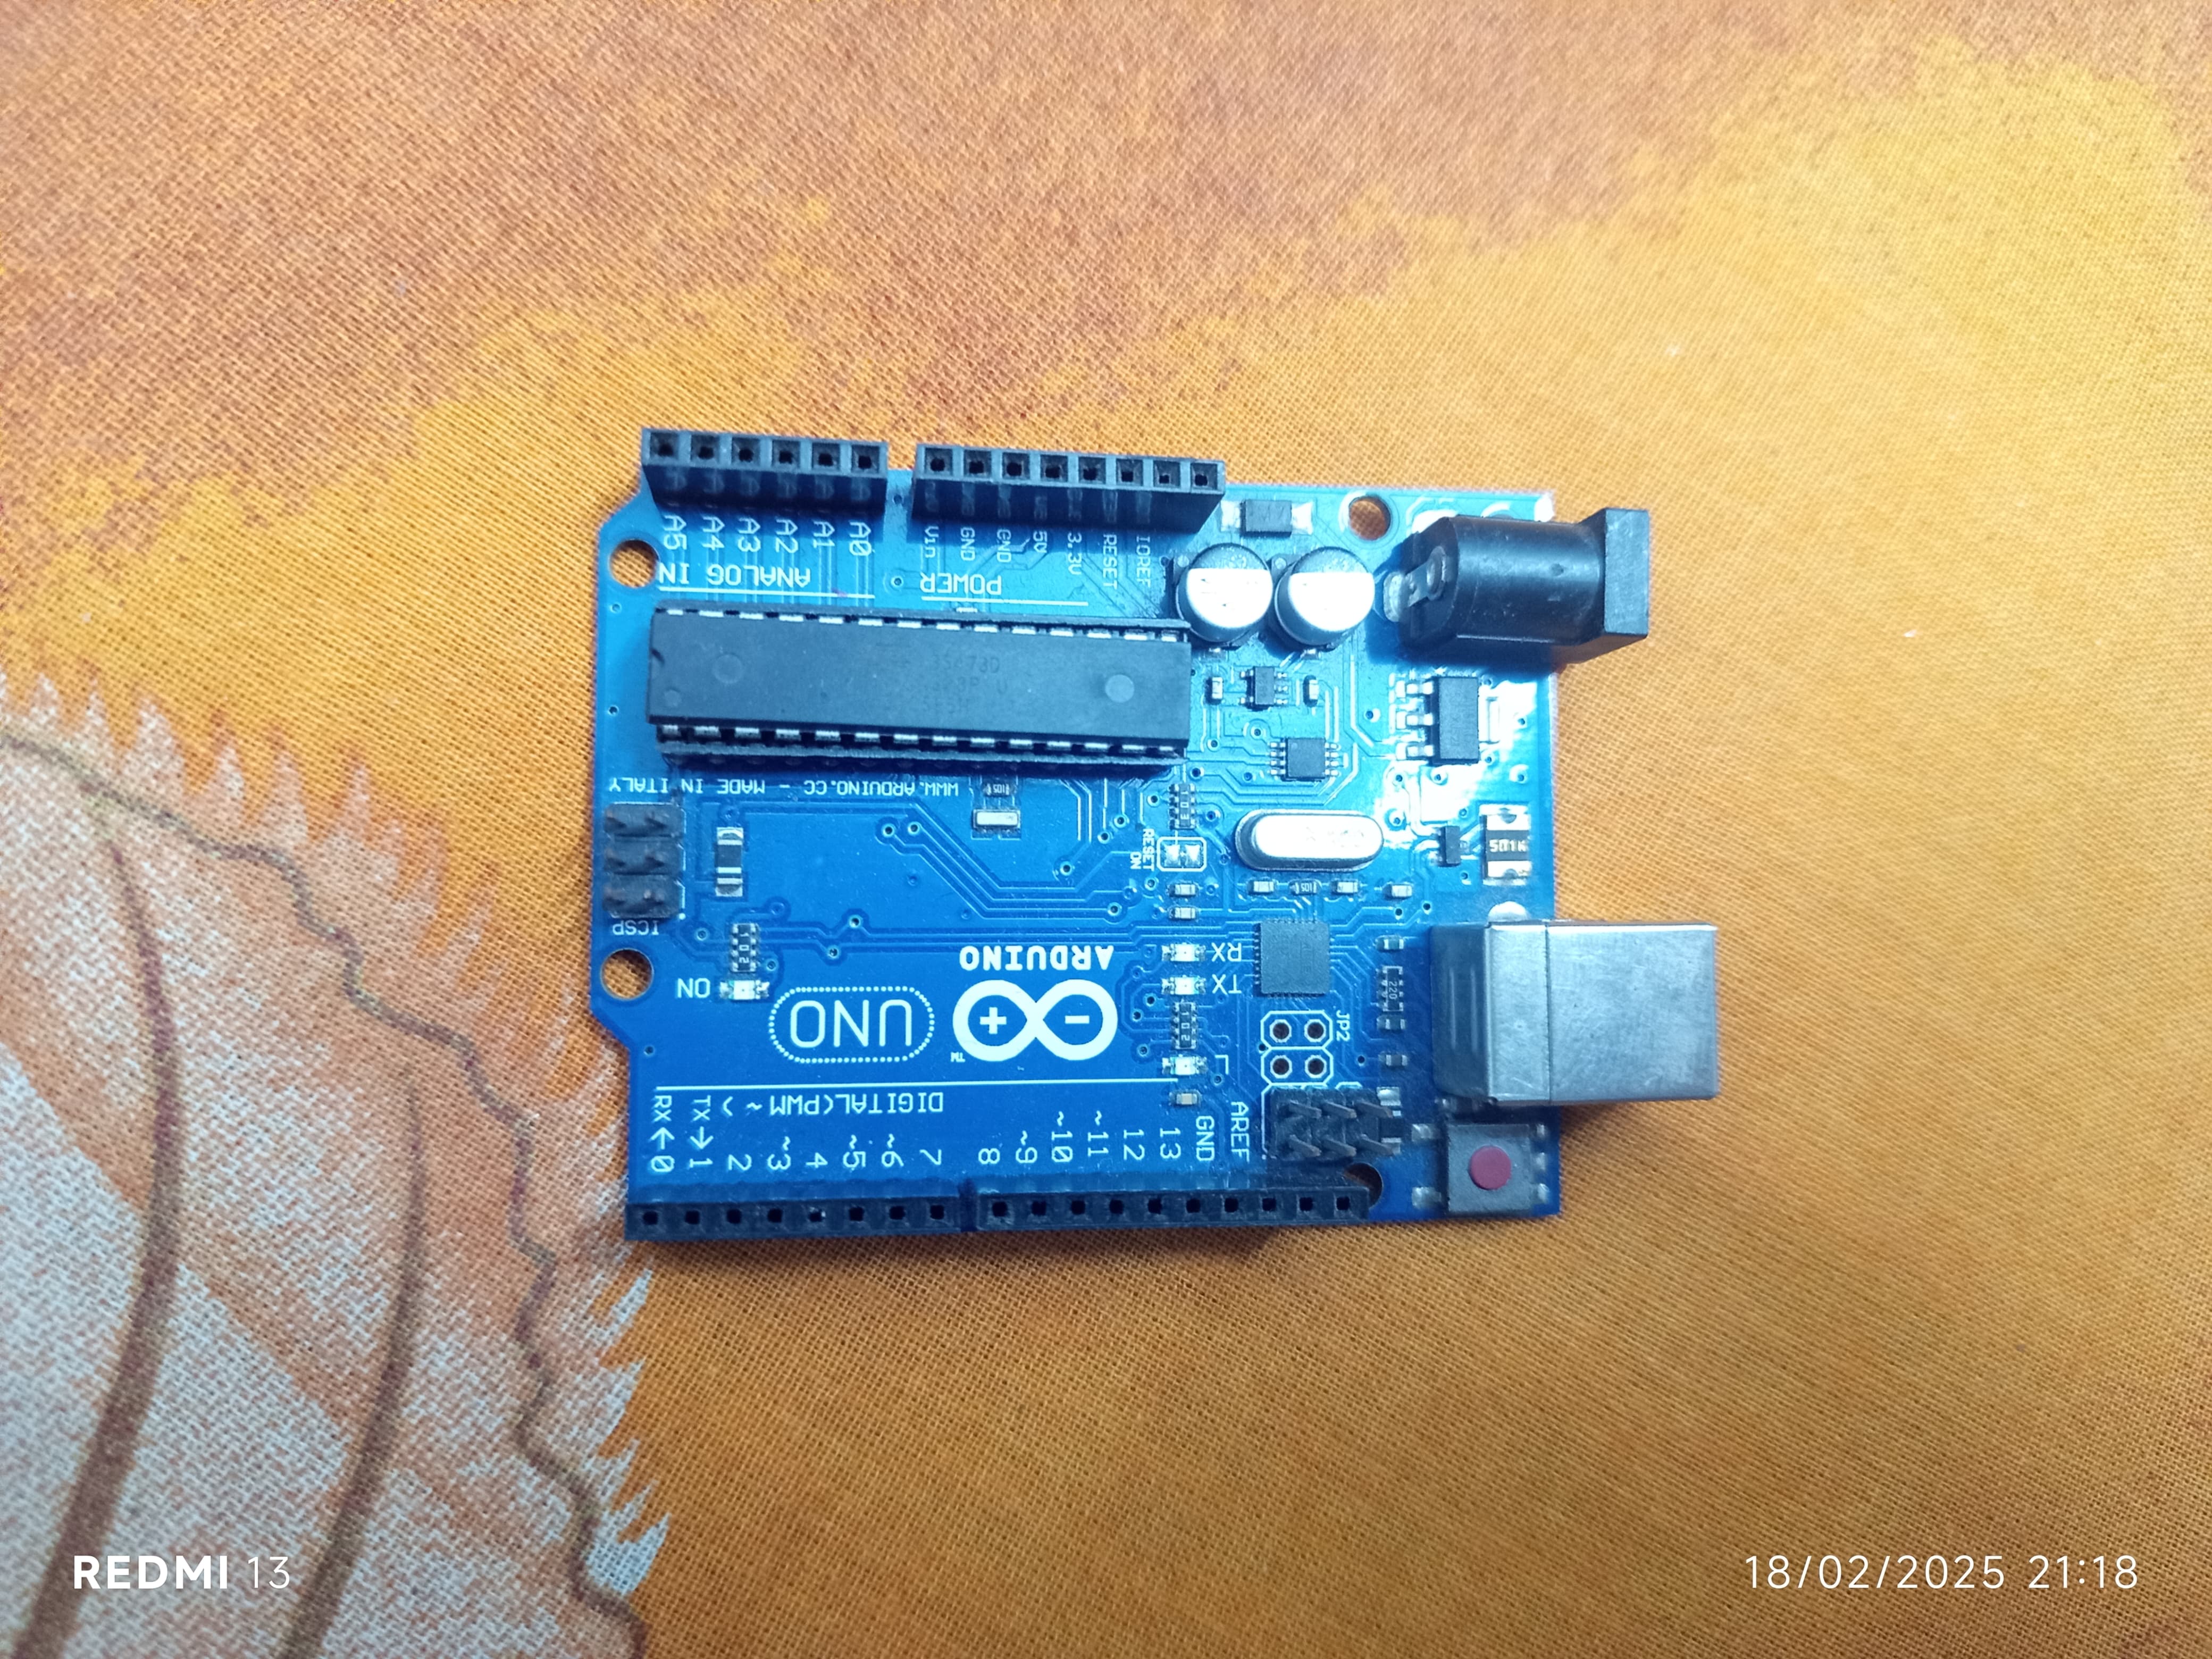 A5 A4 A3 A2 A1 A0
Vin GND GND 5V 3.3V RESET IOREF
ANALOG IN
POWER
WWW.ARDUINO.CC - MADE IN ITALY
RESET
ON
501K
ICSP
102
ON
ARDUINO
UNO
TM
RX
TX
L
220
JP2
DIGITAL(PWM ~ )
RX←0
TX→1
2
~3
4
~5
~6
7
8
~9
~10
~11
12
13
GND
AREF
REDMI 13
18/02/2025 21:18